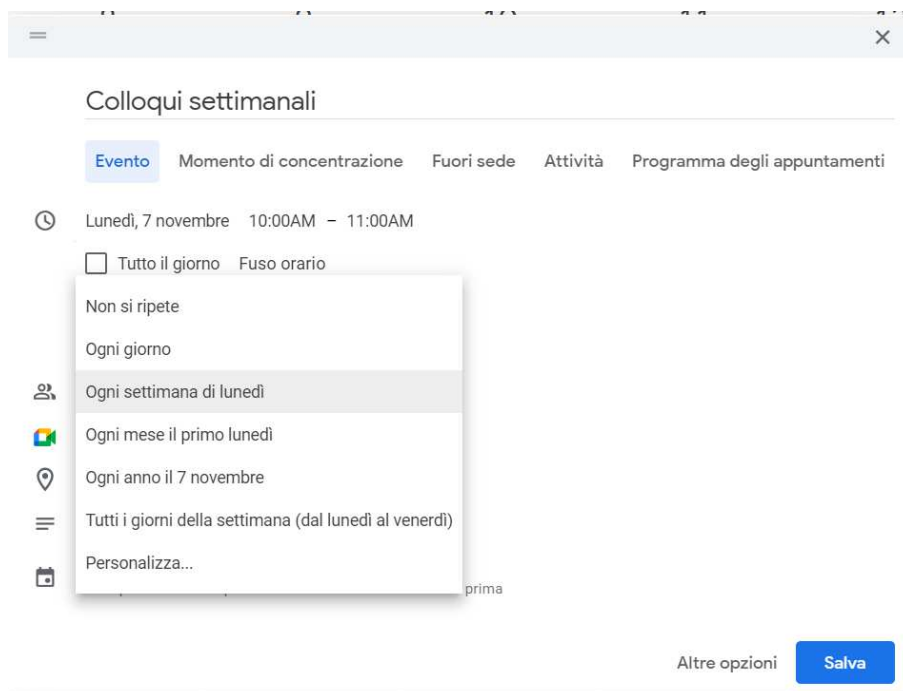 Colloqui settimanali
Evento Momento di concentrazione Fuori sede Attività Programma degli appuntamenti
Lunedì, 7 novembre 10:00AM – 11:00AM
Tutto il giorno Fuso orario
Non si ripete
Ogni giorno
Ogni settimana di lunedì
Ogni mese il primo lunedì
Ogni anno il 7 novembre
Tutti i giorni della settimana (dal lunedì al venerdì)
Personalizza...
prima
Altre opzioni Salva